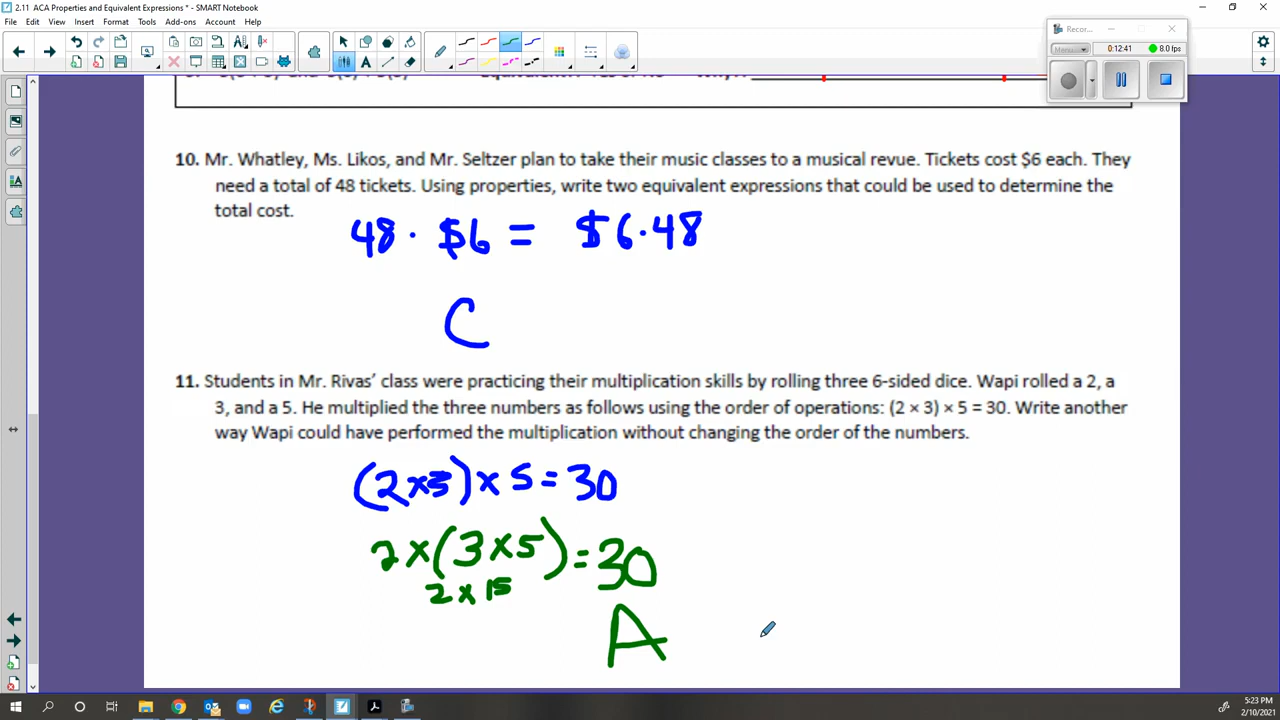 2.11 ACA Properties and Equivalent Expressions * - SMART Notebook
File Edit View Insert Format Tools Add-ons Account Help
Recor...
Menu
0:12:41
8.0 fps
10. Mr. Whatley, Ms. Likos, and Mr. Seltzer plan to take their music classes to a musical revue. Tickets cost $6 each. They
need a total of 48 tickets. Using properties, write two equivalent expressions that could be used to determine the
total cost.
48 · $6 = $6·48
C
11. Students in Mr. Rivas’ class were practicing their multiplication skills by rolling three 6-sided dice. Wapi rolled a 2, a
3, and a 5. He multiplied the three numbers as follows using the order of operations: (2 × 3) × 5 = 30. Write another
way Wapi could have performed the multiplication without changing the order of the numbers.
(2×3)×5=30
2×(3×5)=30
2×15
A
5:23 PM
2/10/2021